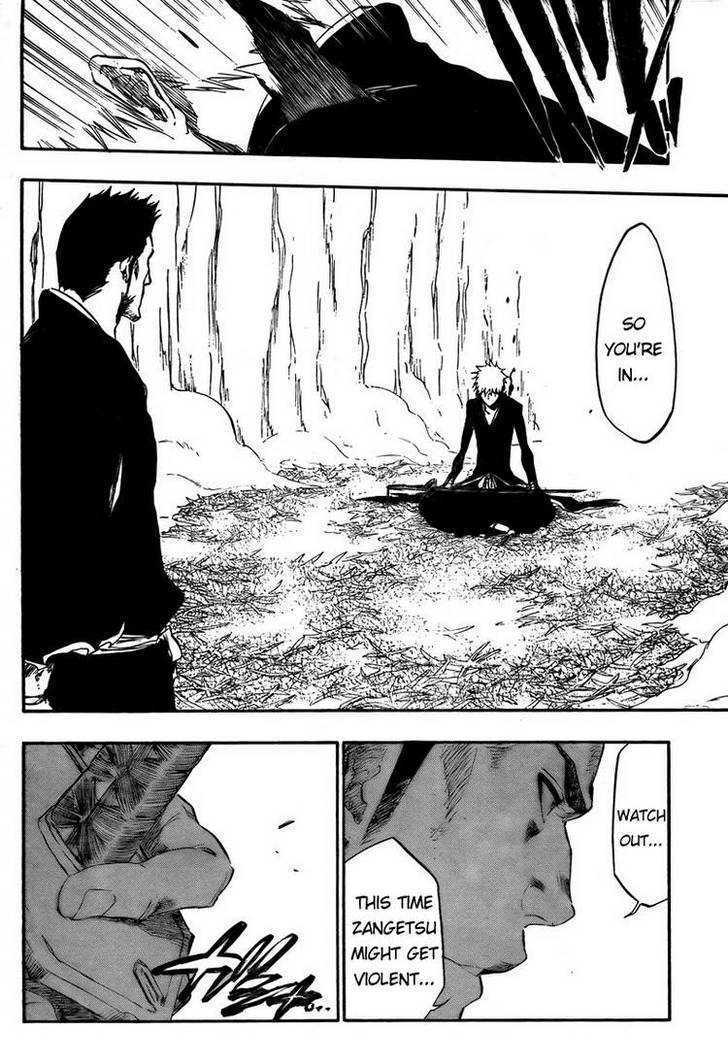 SO
YOU'RE
IN...
WATCH
OUT...
THIS TIME
ZANGETSU
MIGHT GET
VIOLENT...